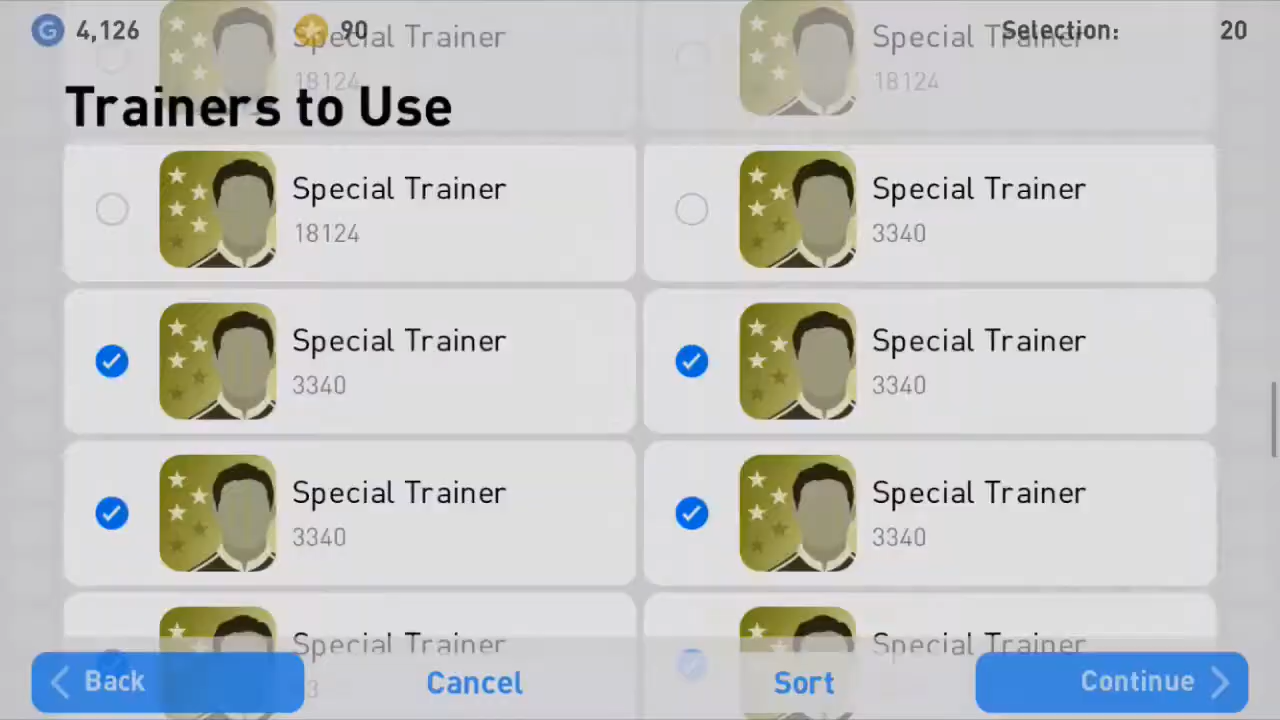 4,126
90
Selection: 20
Special Trainer
18124
Special Trainer
18124
Trainers to Use
Special Trainer
18124
Special Trainer
3340
Special Trainer
3340
Special Trainer
3340
Special Trainer
3340
Special Trainer
3340
Special Trainer
Special Trainer
Back
Cancel
Sort
Continue